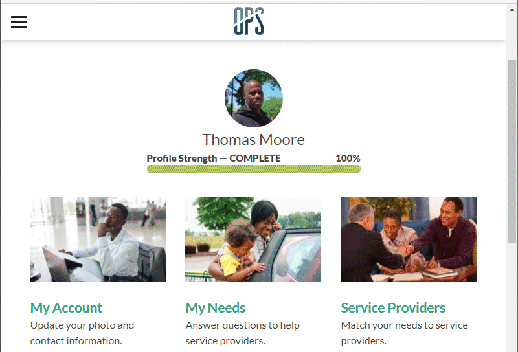 OPS
Thomas Moore
Profile Strength — COMPLETE 100%
My Account
Update your photo and
contact information.
My Needs
Answer questions to help
service providers.
Service Providers
Match your needs to service
providers.